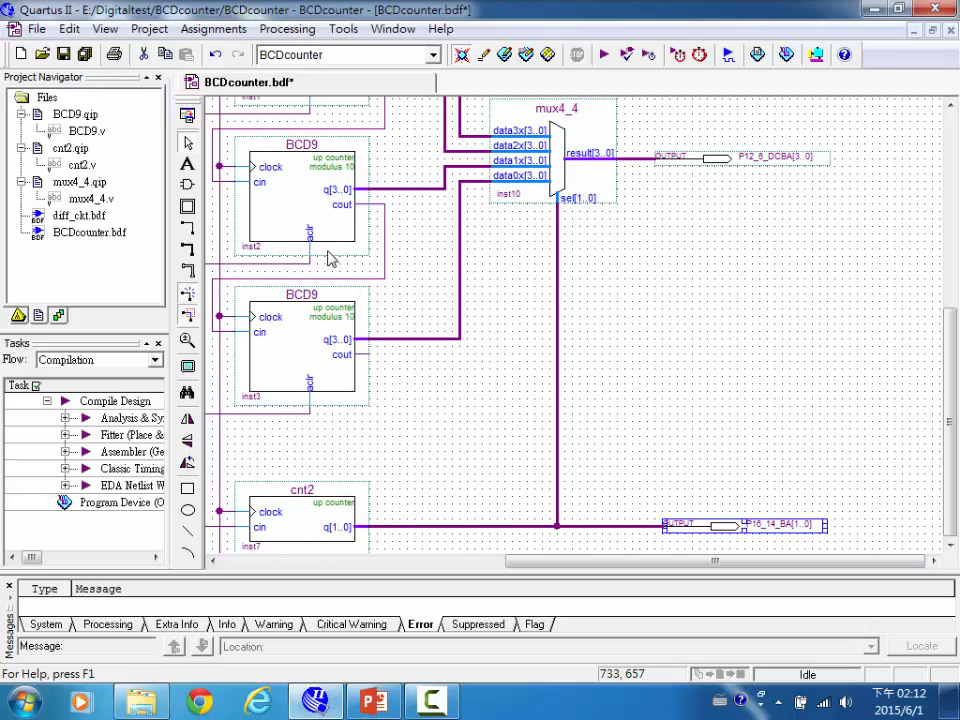 Quartus II - E:/Digitaltest/BCDcounter/BCDcounter - BCDcounter - [BCDcounter.bdf*]
File Edit View Project Assignments Processing Tools Window Help
BCDcounter
Project Navigator
BCDcounter.bdf*
Files
BCD9.qip
BCD9.v
cnt2.qip
cnt2.v
mux4_4.qip
mux4_4.v
diff_ckt.bdf
BCDcounter.bdf
Tasks
Flow: Compilation
Task
Compile Design
Analysis & Sy
Fitter (Place &
Assembler (Ge
Classic Timing
EDA Netlist W
Program Device (O
inst1
BCD9
up counter
modulus 10
clock
cin
q[3..0]
cout
aclr
inst2
BCD9
up counter
modulus 10
clock
cin
q[3..0]
cout
aclr
inst3
cnt2
up counter
clock
cin
q[1..0]
inst7
mux4_4
data3x[3..0]
data2x[3..0]
data1x[3..0]
data0x[3..0]
result[3..0]
sel[1..0]
inst10
OUTPUT P12_6_DCBA[3..0]
OUTPUT P16_14_BA[1..0]
Messages
Type Message
System Processing Extra Info Info Warning Critical Warning Error Suppressed Flag
Message: Location: Locate
For Help, press F1
733, 657
Idle
下午 02:12
2015/6/1